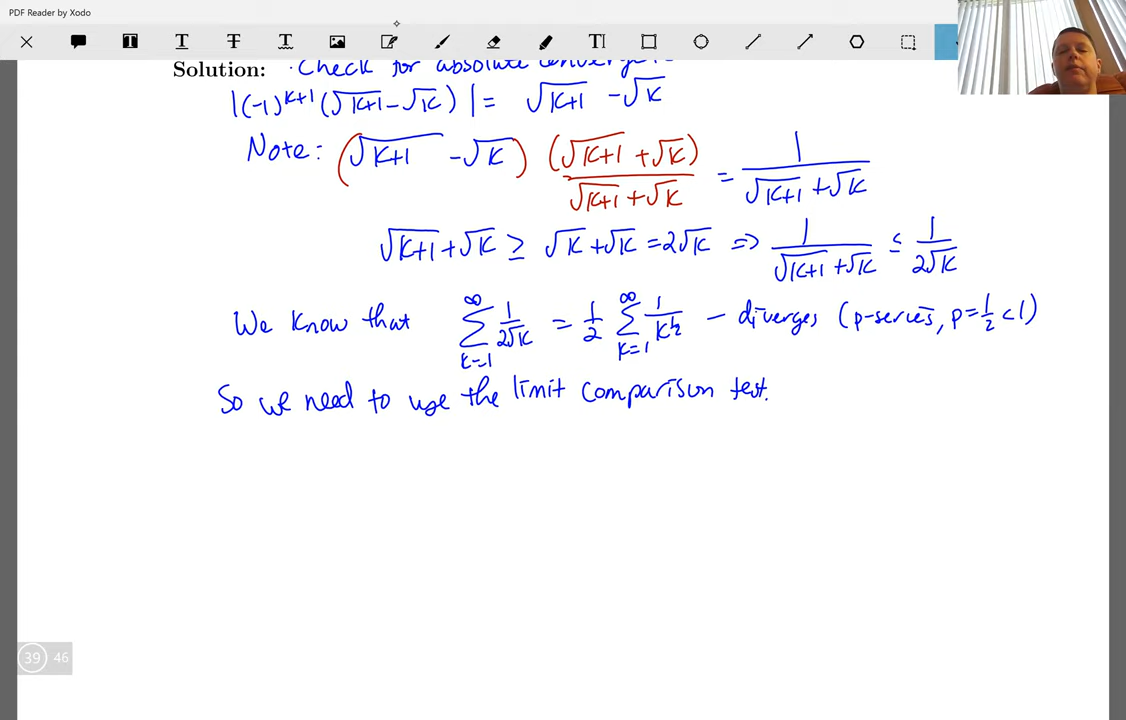 PDF Reader by Xodo
Solution: · Check for absolute converge
|(-1)^{k+1} (√(k+1) - √k)| = √(k+1) - √k
Note: (√(k+1) - √k) (√(k+1) + √k)/(√(k+1) + √k) = 1/(√(k+1) + √k)
√(k+1) + √k ≥ √k + √k = 2√k ⇒ 1/(√(k+1) + √k) ≤ 1/(2√k)
We know that ∑_{k=1}^{∞} 1/(2√k) = 1/2 ∑_{k=1}^{∞} 1/k^{1/2} – diverges (p-series, p = 1/2 < 1)
So we need to use the limit comparison test.
39 46